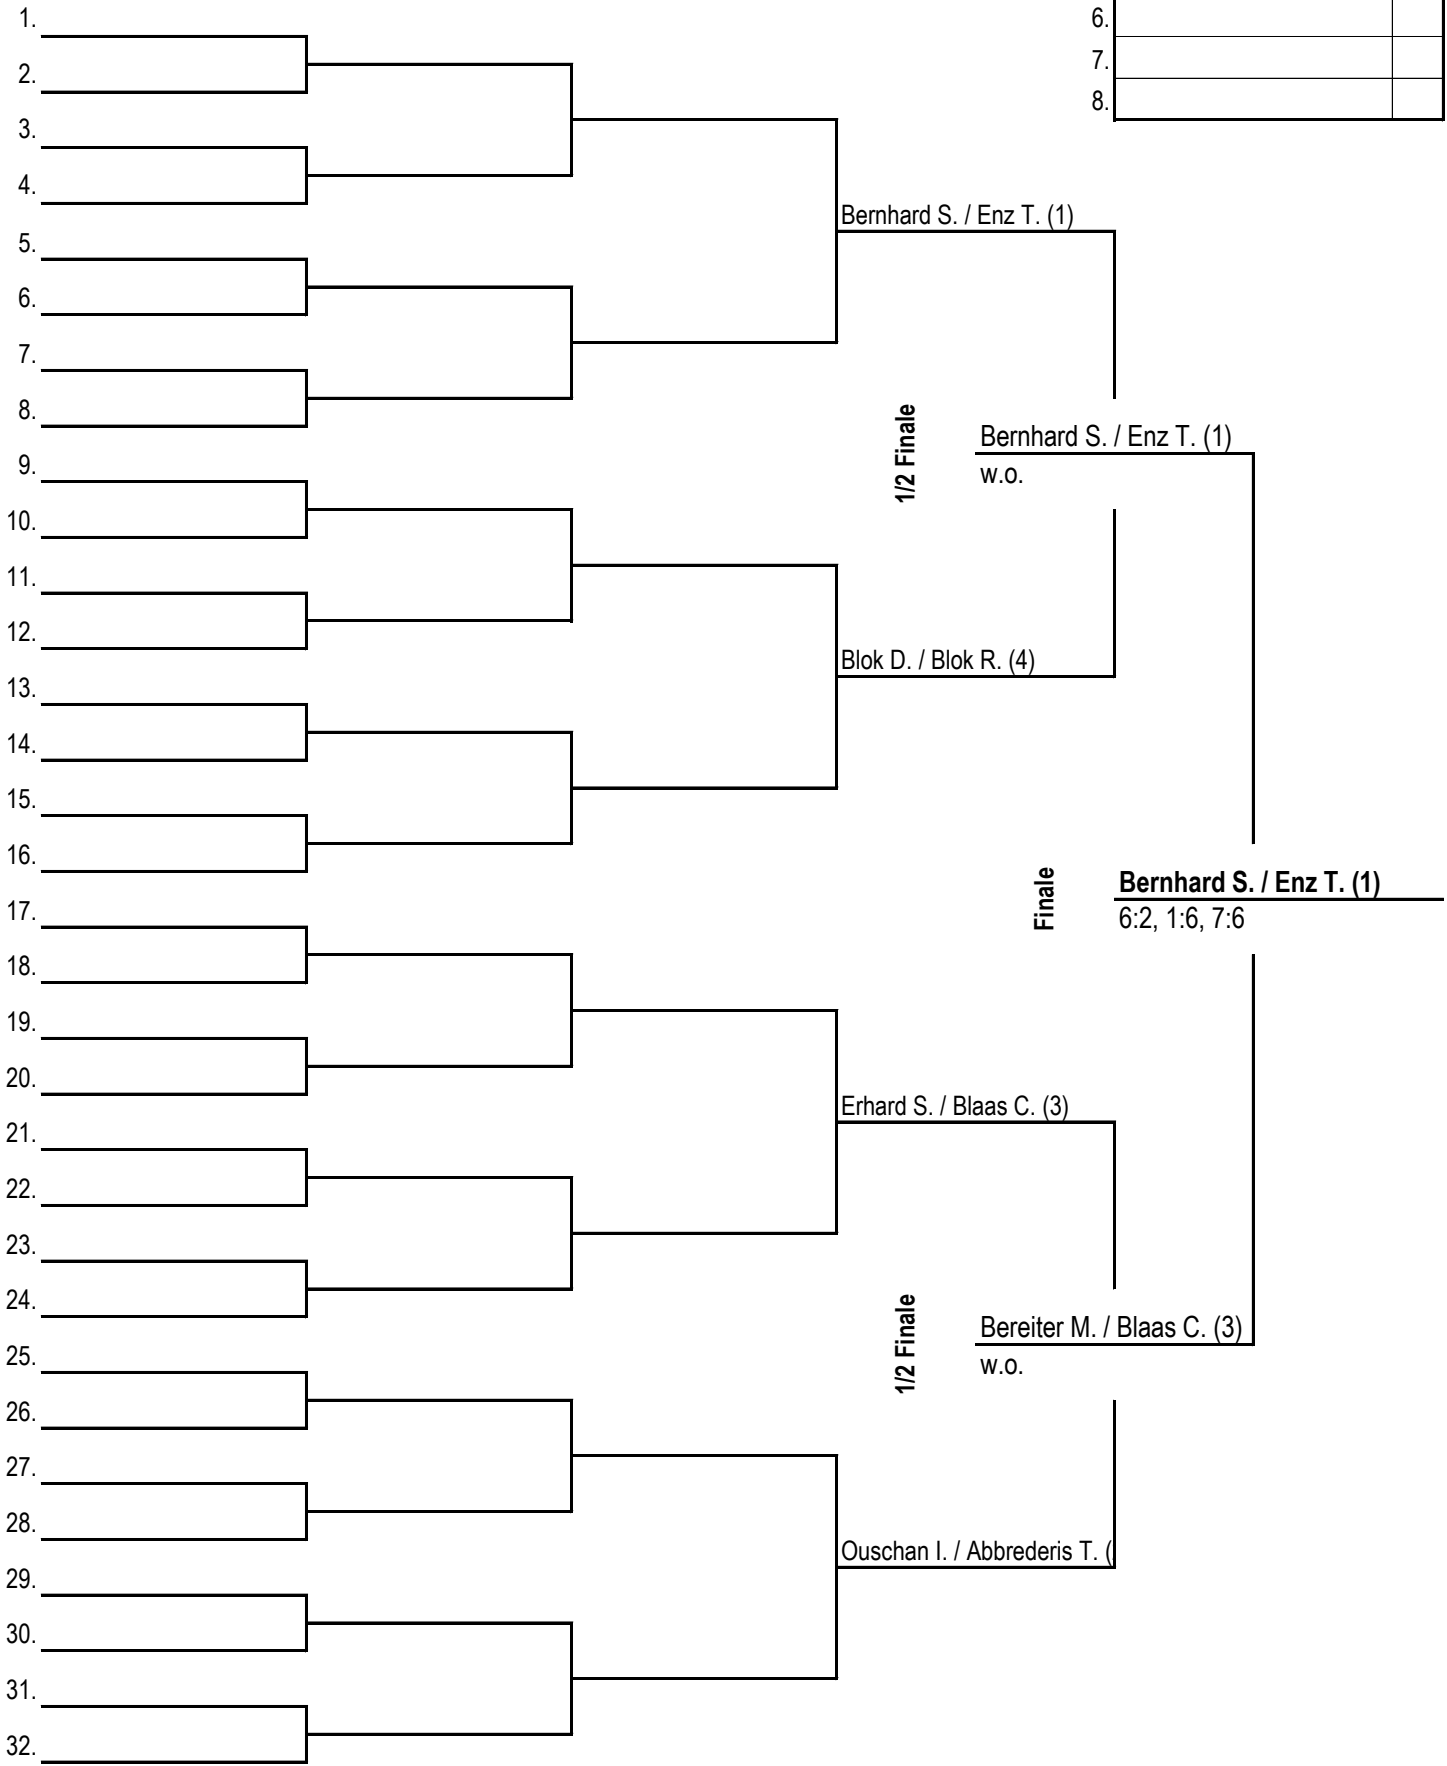 1.
6.
2.
7.
8.
3.
4.
Bernhard S. / Enz T. (1)
5.
6.
7.
8.
1/2 Finale
Bernhard S. / Enz T. (1)
w.o.
9.
10.
11.
12.
Blok D. / Blok R. (4)
13.
14.
15.
16.
Finale
Bernhard S. / Enz T. (1)
6:2, 1:6, 7:6
17.
18.
19.
20.
Erhard S. / Blaas C. (3)
21.
22.
23.
24.
1/2 Finale
Bereiter M. / Blaas C. (3)
w.o.
25.
26.
27.
28.
Ouschan I. / Abbrederis T. (
29.
30.
31.
32.